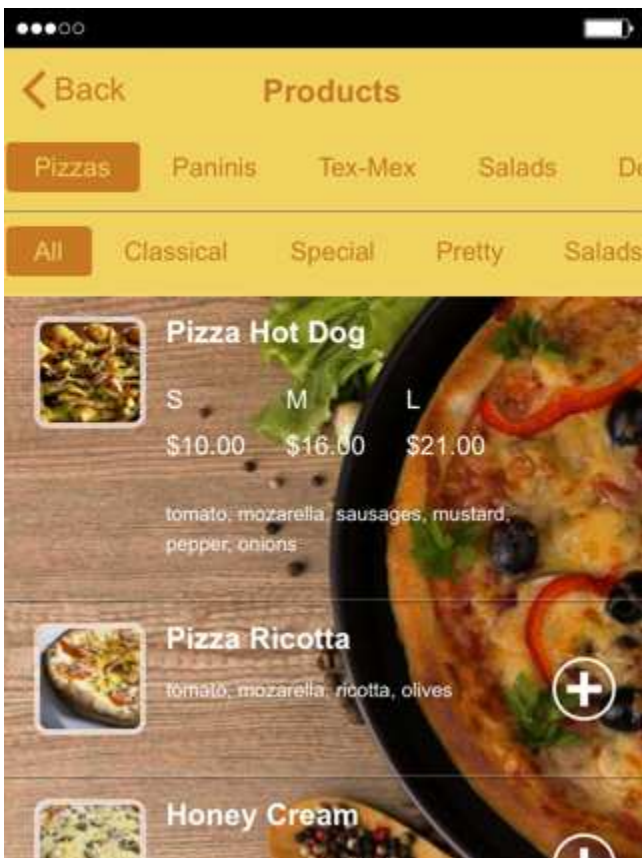 Back Products
Pizzas Paninis Tex-Mex Salads De
All Classical Special Pretty Salads
Pizza Hot Dog
S M L
$10.00 $16.00 $21.00
tomato, mozarella, sausages, mustard,
pepper, onions
Pizza Ricotta
tomato, mozarella, ricotta, olives
Honey Cream